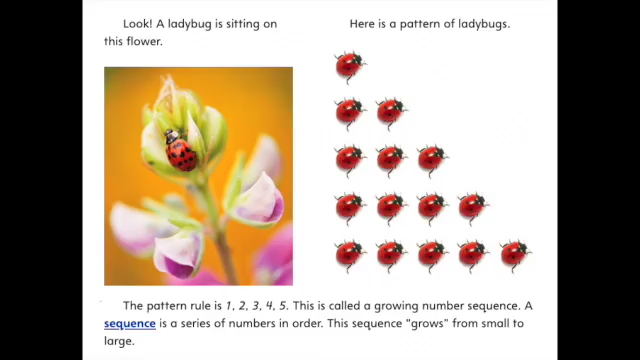 Look! A ladybug is sitting on
this flower.
Here is a pattern of ladybugs.
The pattern rule is 1, 2, 3, 4, 5. This is called a growing number sequence. A
sequence is a series of numbers in order. This sequence "grows" from small to
large.